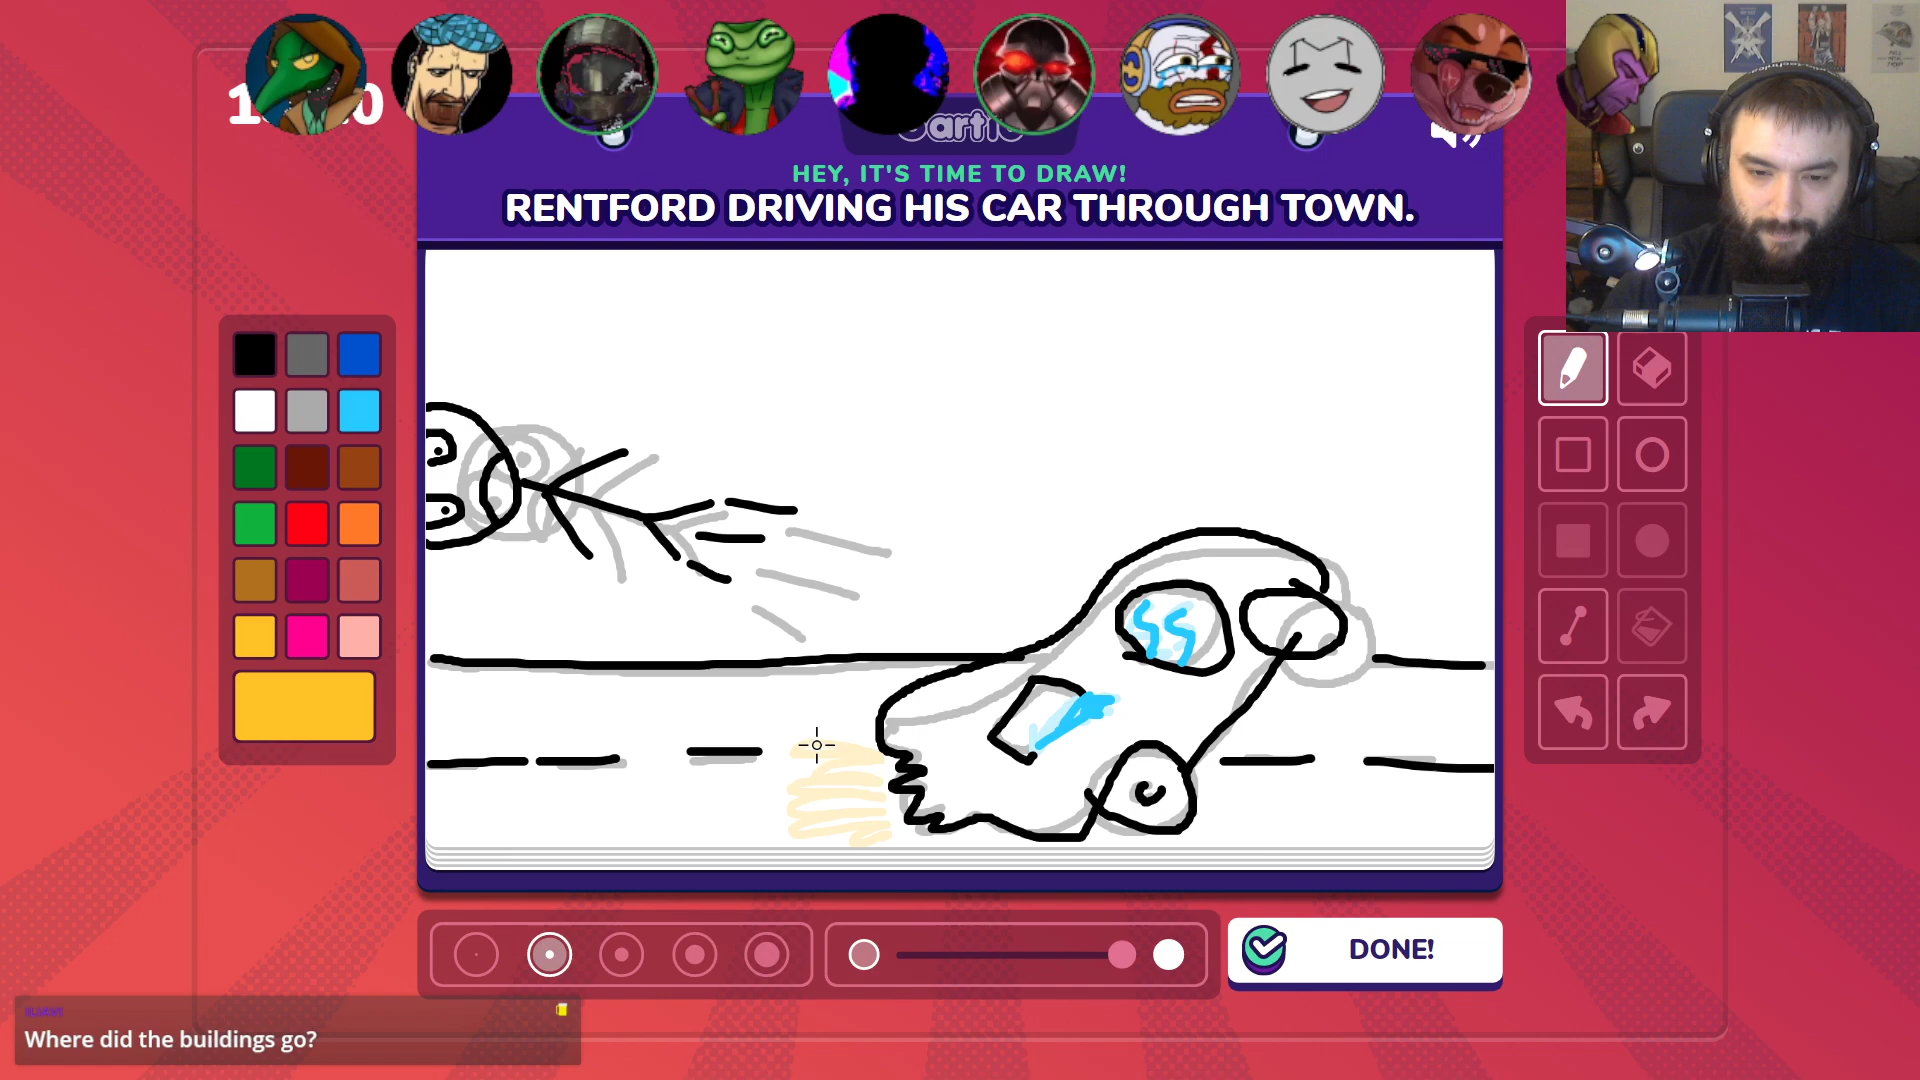 HEY, IT'S TIME TO DRAW!
RENTFORD DRIVING HIS CAR THROUGH TOWN.
DONE!
Where did the buildings go?